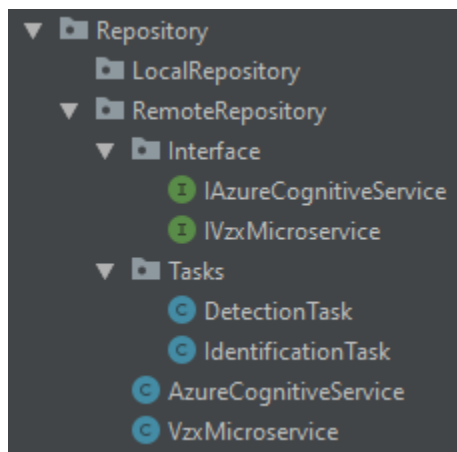 Repository
LocalRepository
RemoteRepository
Interface
I IAzureCognitiveService
I IVzxMicroservice
Tasks
C DetectionTask
C IdentificationTask
C AzureCognitiveService
C VzxMicroservice